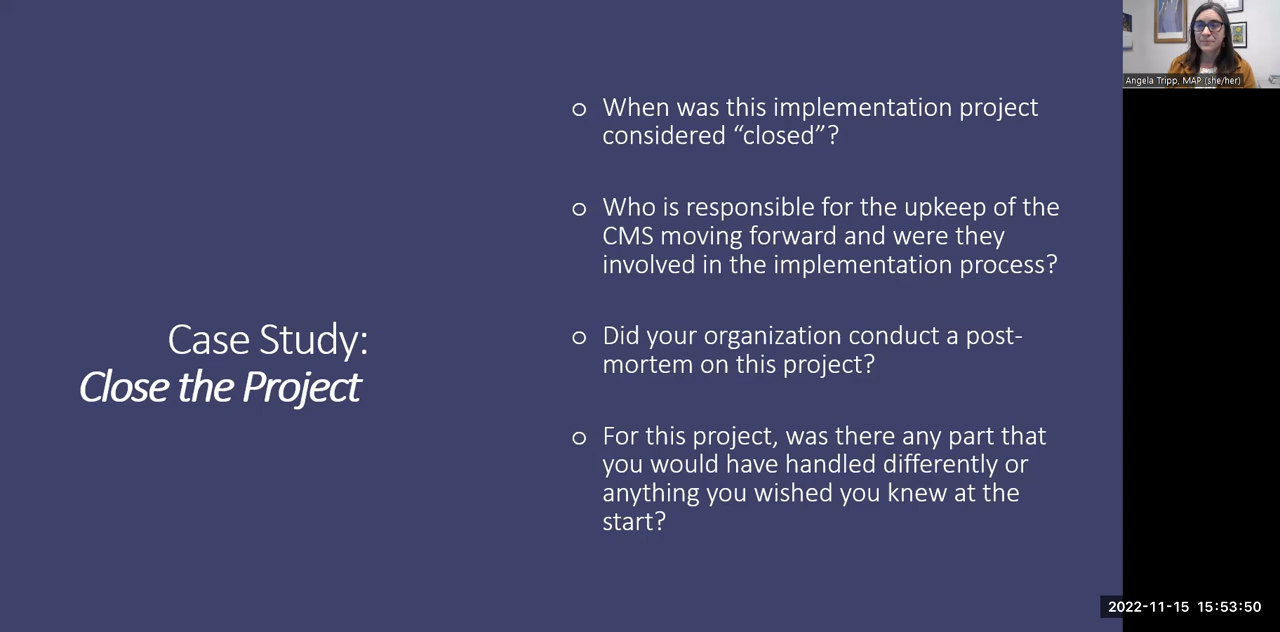 Case Study:
Close the Project
o When was this implementation project
considered “closed”?
o Who is responsible for the upkeep of the
CMS moving forward and were they
involved in the implementation process?
o Did your organization conduct a post-
mortem on this project?
o For this project, was there any part that
you would have handled differently or
anything you wished you knew at the
start?
Angela Tripp, MAP (she/her)
2022-11-15 15:53:50